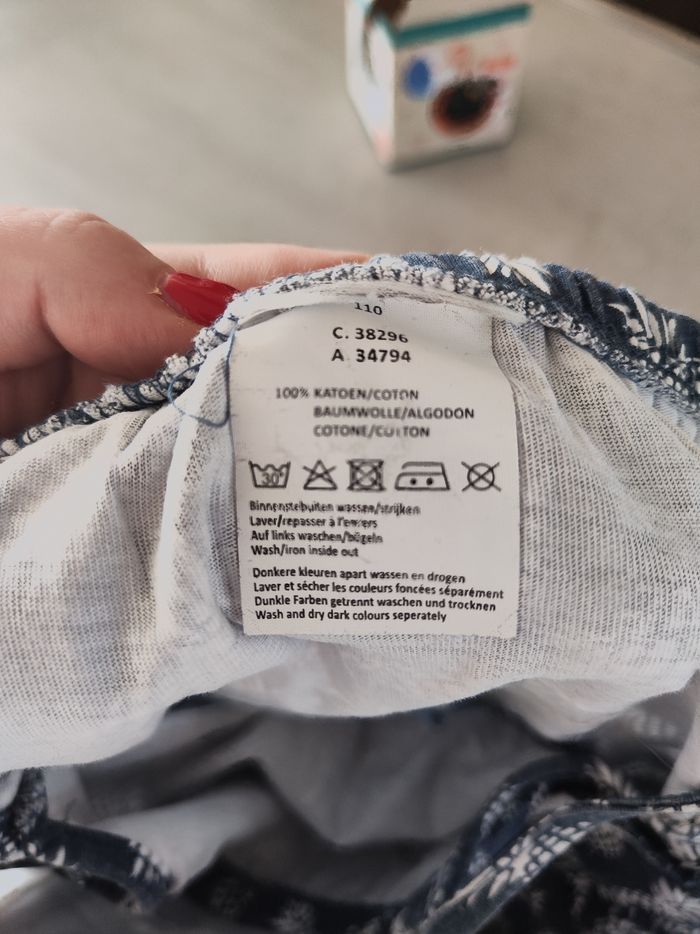 110
C. 38296
A. 34794
100% KATOEN/COTON
BAUMWOLLE/ALGODON
COTONE/COTTON
30°
Binnenstebuiten wassen/strijken
Laver/repasser à l'envers
Auf links waschen/bügeln
Wash/iron inside out
Donkere kleuren apart wassen en drogen
Laver et sécher les couleurs foncées séparément
Dunkle Farben getrennt waschen und trocknen
Wash and dry dark colours seperately